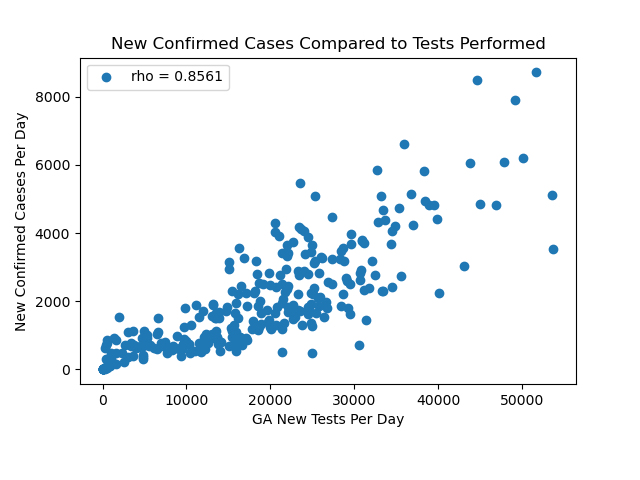 New Confirmed Cases Compared to Tests Performed
rho = 0.8561
New Confirmed Caeses Per Day
8000
6000
4000
2000
0
0 10000 20000 30000 40000 50000
GA New Tests Per Day